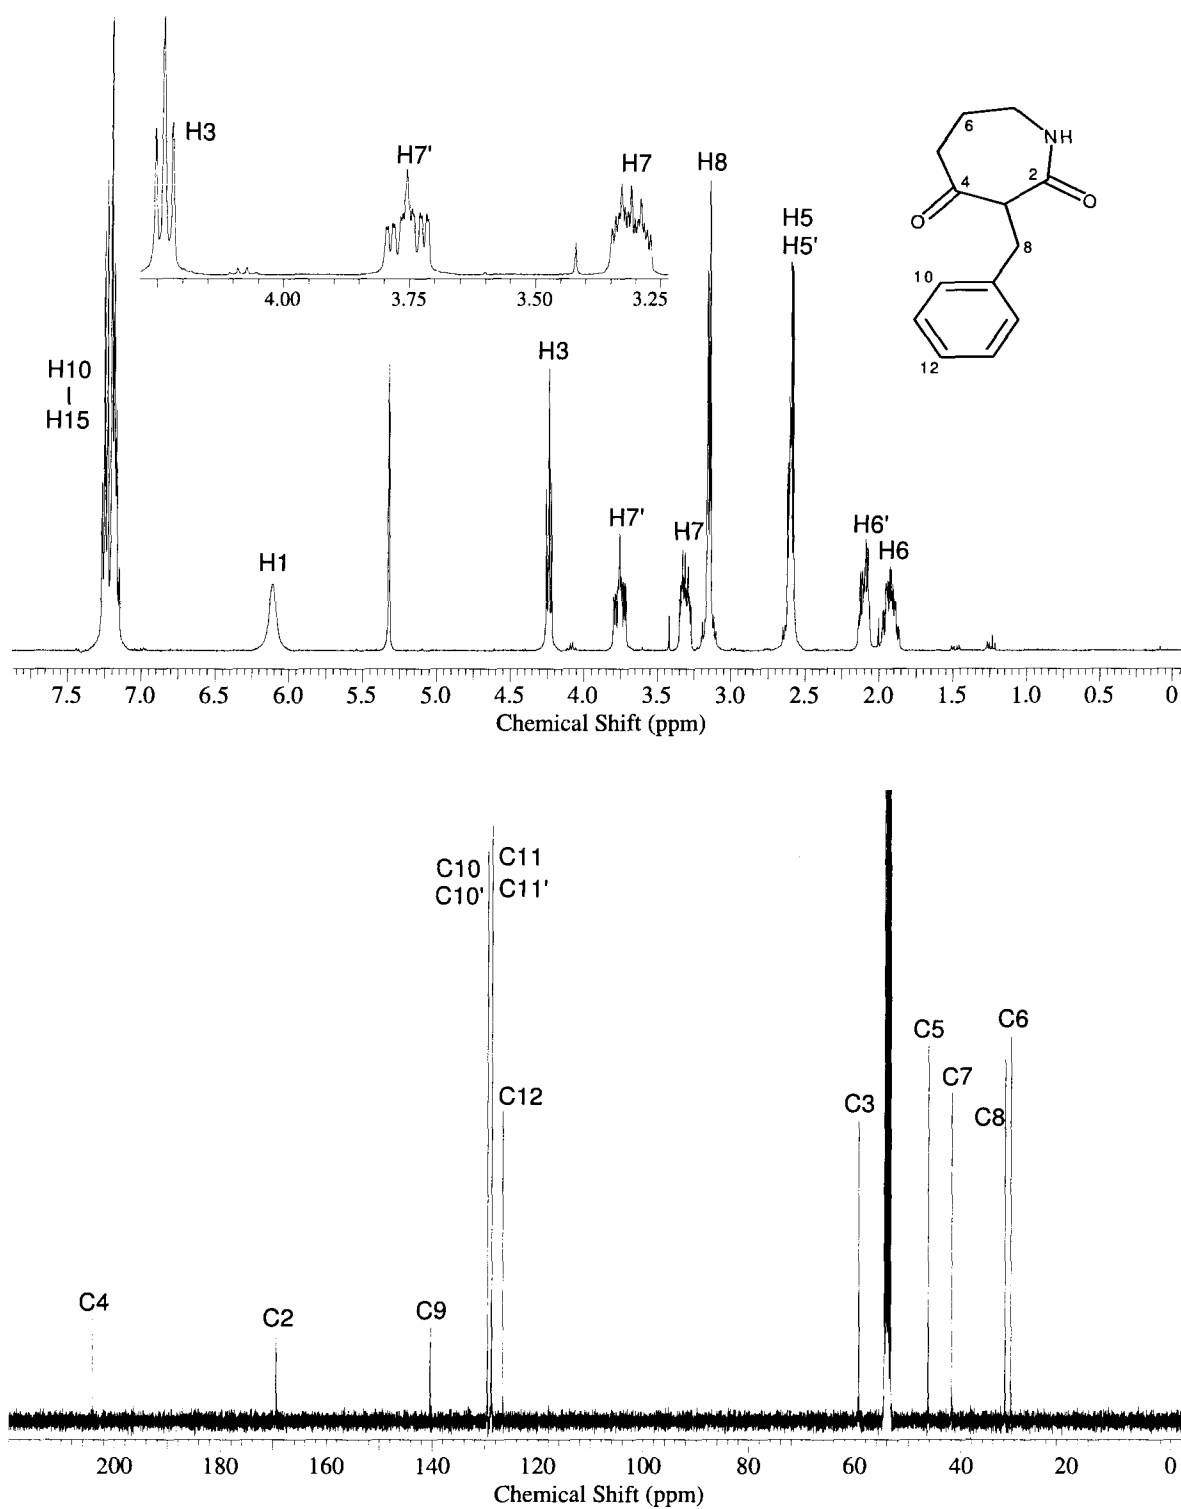 H3
H7'
H7
4.00
3.75
3.50
3.25
H8
H5
H5'
6
NH
4
2
O
O
8
10
12
H10
H15
H1
H3
H7'
H7
H6'
H6
7.5 7.0 6.5 6.0 5.5 5.0 4.5 4.0 3.5 3.0 2.5 2.0 1.5 1.0 0.5 0
Chemical Shift (ppm)
C10
C10'
C11
C11'
C12
C4
C2
C9
C3
C5
C7
C8
C6
200 180 160 140 120 100 80 60 40 20 0
Chemical Shift (ppm)